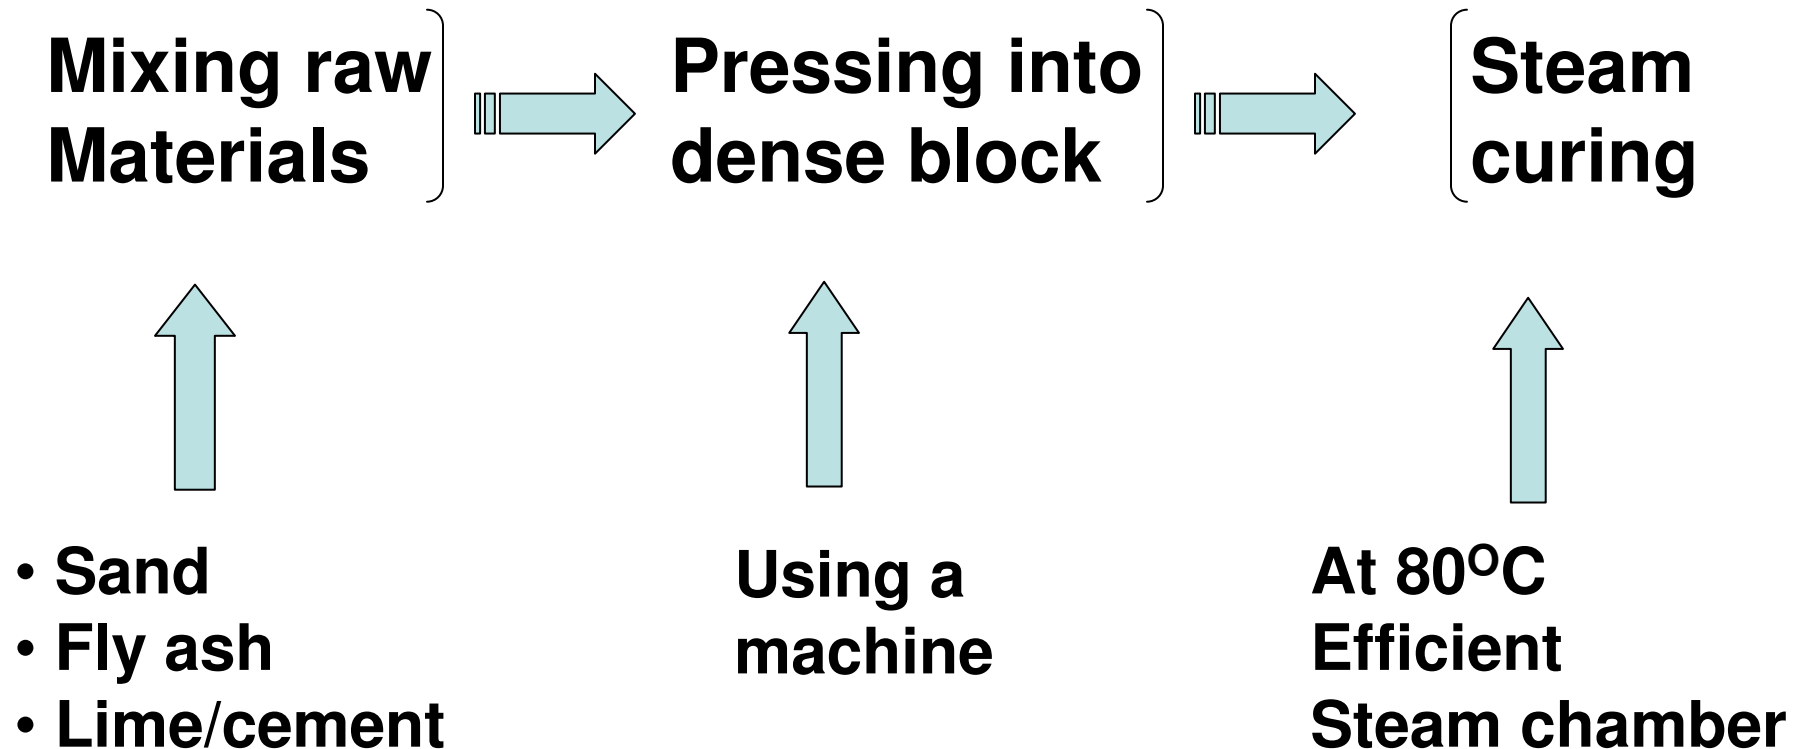 Mixing raw
Materials
Pressing into
dense block
Steam
curing
• Sand
• Fly ash
• Lime/cement
Using a
machine
At 80ᴼC
Efficient
Steam chamber